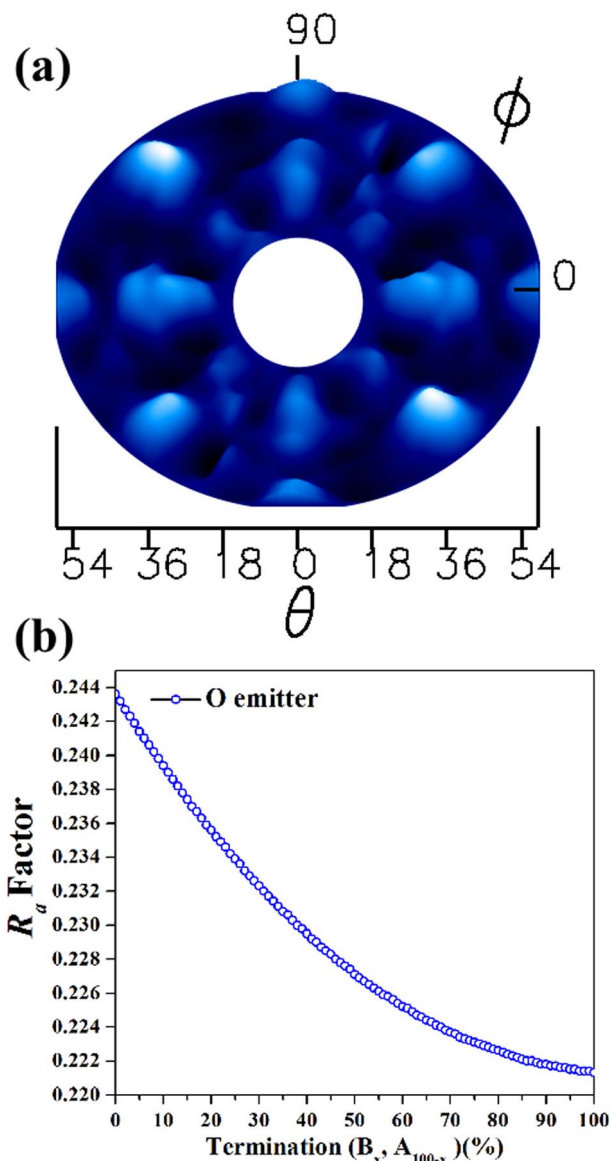 (a)
90
ϕ
0
54 36 18 0 18 36 54
θ
(b)
0.244
0.242
0.240
0.238
0.236
0.234
0.232
0.230
0.228
0.226
0.224
0.222
0.220
O emitter
Rₐ Factor
0 10 20 30 40 50 60 70 80 90 100
Termination (Bₓ, A₁₀₀₋ₓ)(%)